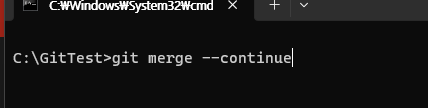 C:₩Windows₩System32₩cmd
C:\GitTest>git merge --continue